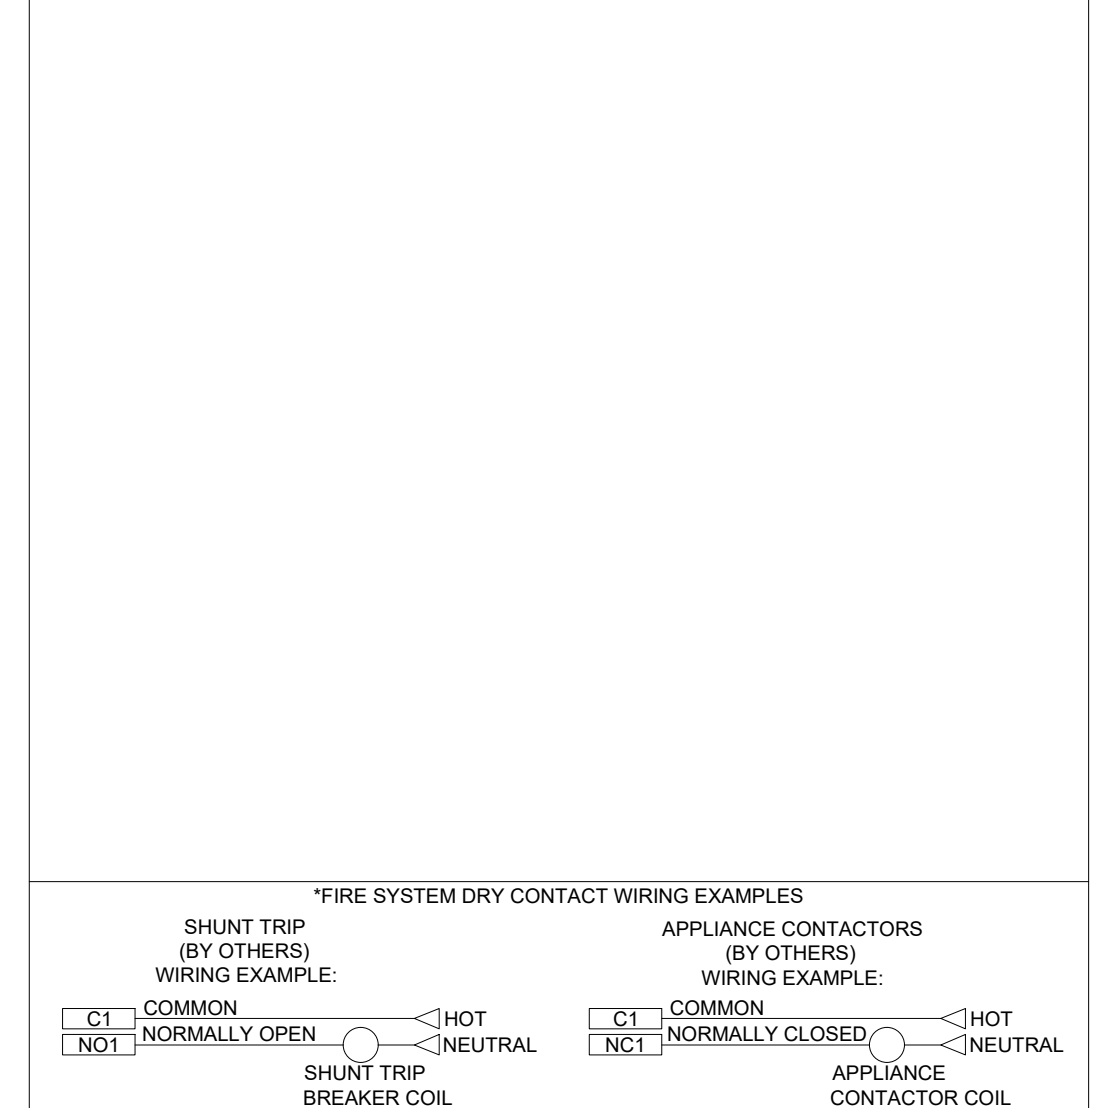 *FIRE SYSTEM DRY CONTACT WIRING EXAMPLES
SHUNT TRIP
(BY OTHERS)
WIRING EXAMPLE:
C1 COMMON HOT
NO1 NORMALLY OPEN NEUTRAL
SHUNT TRIP
BREAKER COIL
APPLIANCE CONTACTORS
(BY OTHERS)
WIRING EXAMPLE:
C1 COMMON HOT
NC1 NORMALLY CLOSED NEUTRAL
APPLIANCE
CONTACTOR COIL